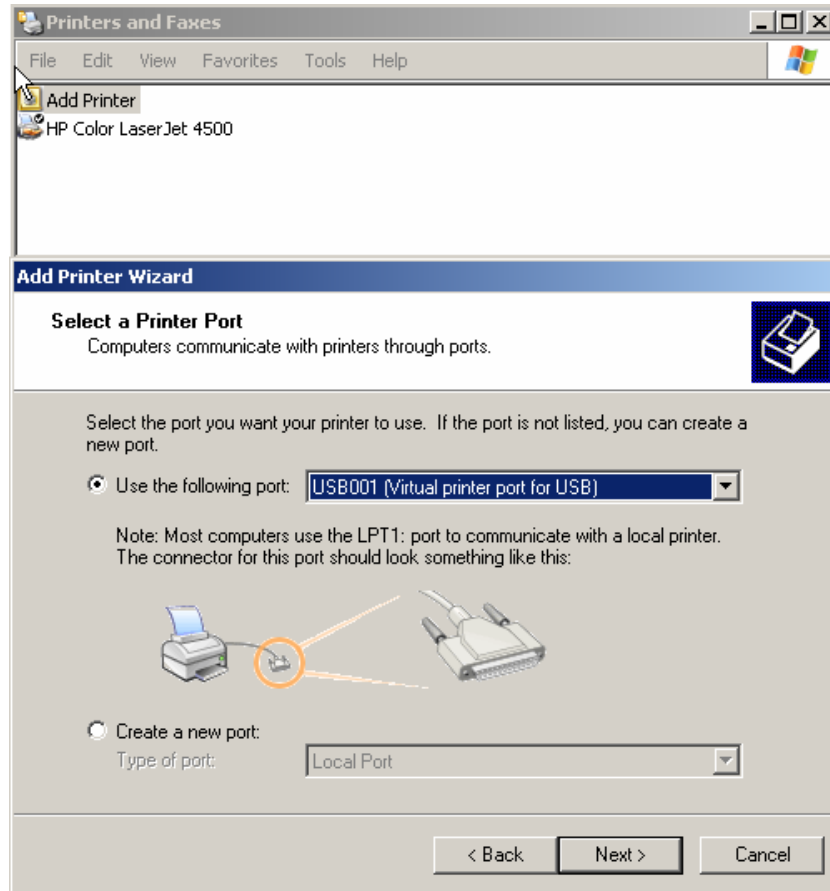 Printers and Faxes
File Edit View Favorites Tools Help
Add Printer
HP Color LaserJet 4500
Add Printer Wizard
Select a Printer Port
Computers communicate with printers through ports.
Select the port you want your printer to use. If the port is not listed, you can create a
new port.
Use the following port: USB001 (Virtual printer port for USB)
Note: Most computers use the LPT1: port to communicate with a local printer.
The connector for this port should look something like this:
Create a new port:
Type of port: Local Port
< Back Next > Cancel